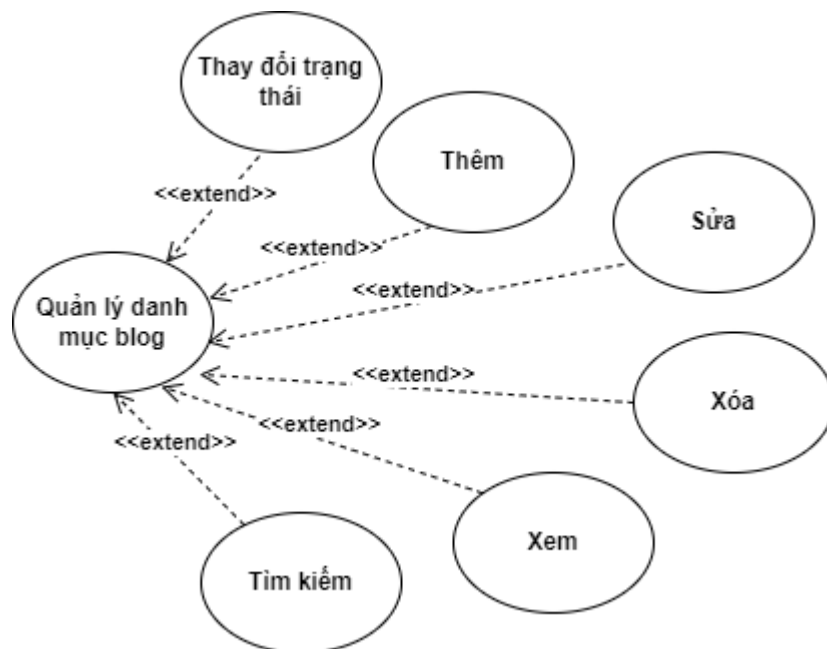 Thay đổi trạng
thái
Thêm
<<extend>>
Sửa
<<extend>>
<<extend>>
Quản lý danh
mục blog
<<extend>>
Xóa
<<extend>>
<<extend>>
Xem
Tìm kiếm